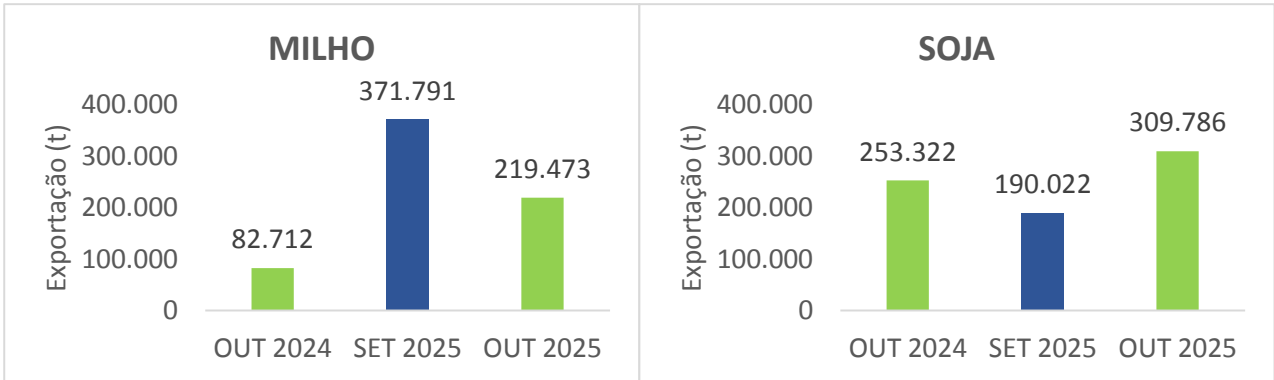 MILHO
Exportação (t)
400.000
300.000
200.000
100.000
0
82.712
371.791
219.473
OUT 2024 SET 2025 OUT 2025
SOJA
Exportação (t)
400.000
300.000
200.000
100.000
0
253.322
190.022
309.786
OUT 2024 SET 2025 OUT 2025